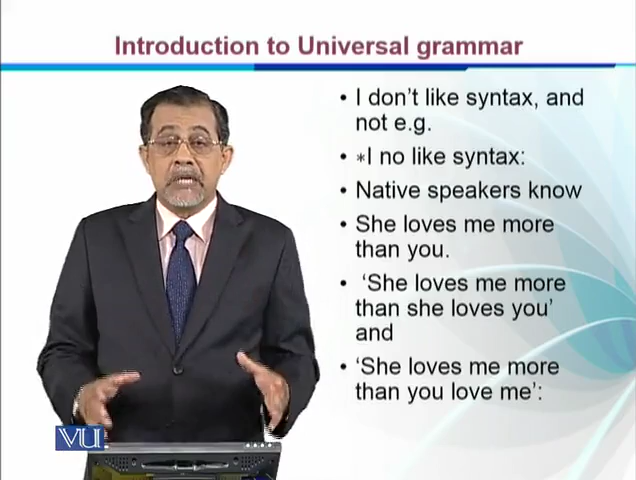 Introduction to Universal grammar
• I don't like syntax, and
not e.g.
• *I no like syntax:
• Native speakers know
• She loves me more
than you.
• 'She loves me more
than she loves you'
and
• 'She loves me more
than you love me':
VU